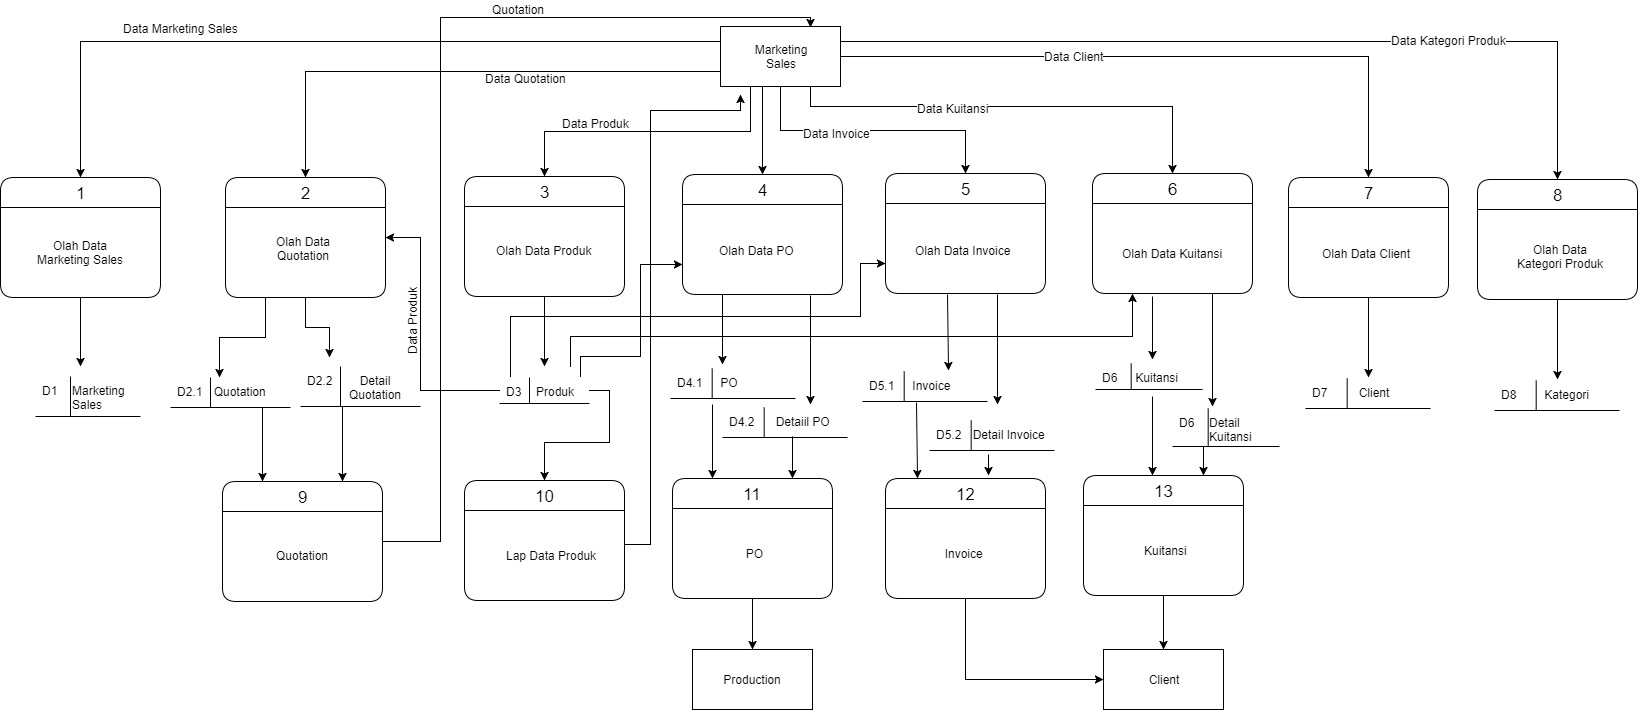 Quotation
Data Marketing Sales
Marketing
Sales
Data Kategori Produk
Data Client
Data Quotation
Data Kuitansi
Data Produk
Data Invoice
1
2
3
4
5
6
7
8
Olah Data
Marketing Sales
Olah Data
Quotation
Olah Data Produk
Olah Data PO
Olah Data Invoice
Olah Data Kuitansi
Olah Data Client
Olah Data
Kategori Produk
Data Produk
D1
Marketing
Sales
D2.1
Quotation
D2.2
Detail
Quotation
D3
Produk
D4.1
PO
D4.2
Detaiil PO
D5.1
Invoice
D5.2
Detail Invoice
D6
Kuitansi
D6
Detail
Kuitansi
D7
Client
D8
Kategori
9
10
11
12
13
Quotation
Lap Data Produk
PO
Invoice
Kuitansi
Production
Client